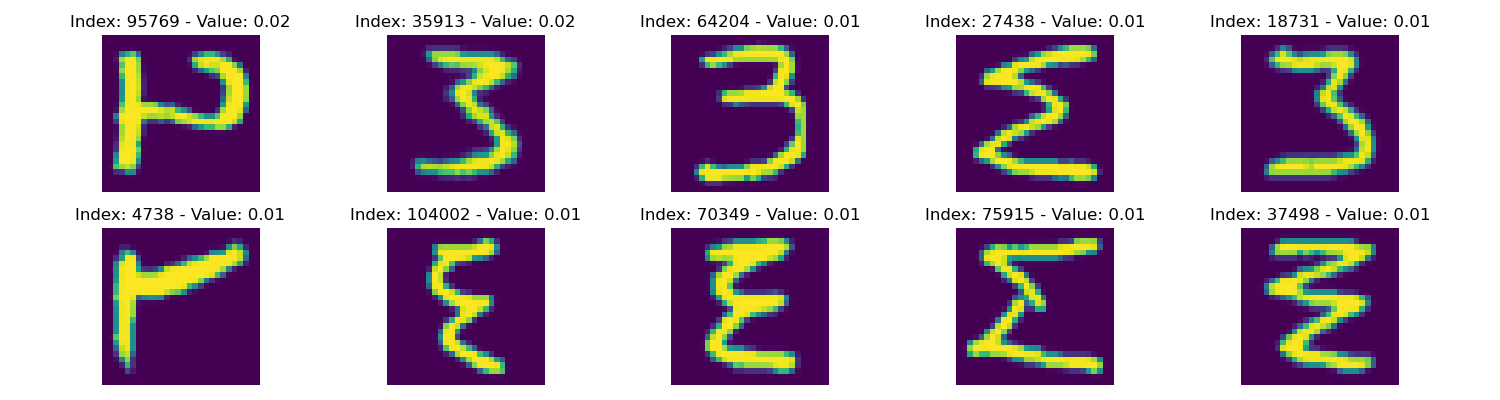 Index: 95769 - Value: 0.02
Index: 35913 - Value: 0.02
Index: 64204 - Value: 0.01
Index: 27438 - Value: 0.01
Index: 18731 - Value: 0.01
Index: 4738 - Value: 0.01
Index: 104002 - Value: 0.01
Index: 70349 - Value: 0.01
Index: 75915 - Value: 0.01
Index: 37498 - Value: 0.01